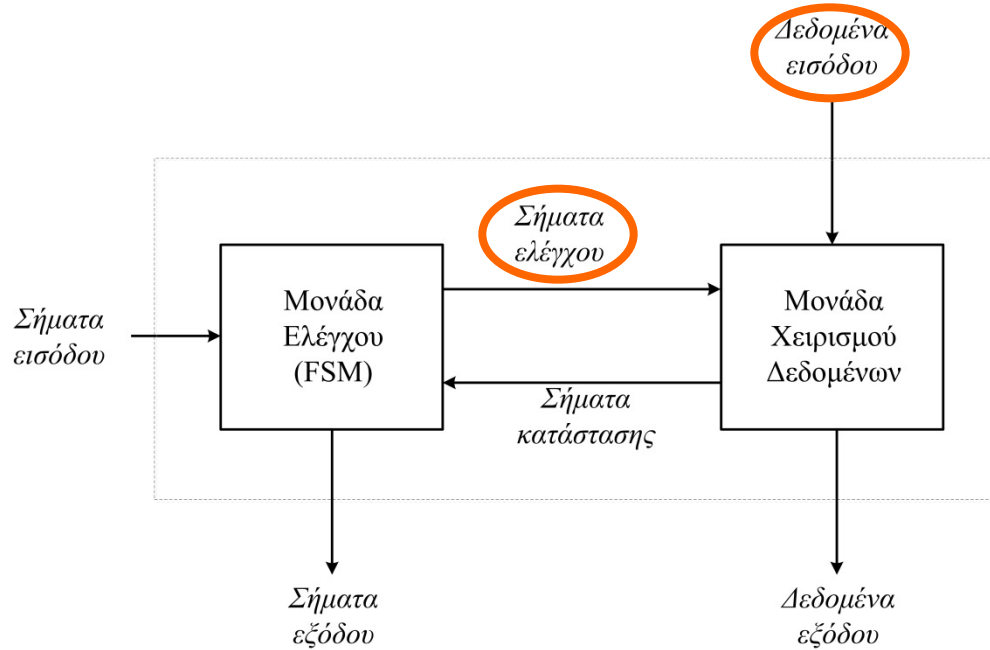 Δεδομένα
εισόδου
Σήματα
ελέγχου
Σήματα
εισόδου
Μονάδα
Ελέγχου
(FSM)
Μονάδα
Χειρισμού
Δεδομένων
Σήματα
κατάστασης
Σήματα
εξόδου
Δεδομένα
εξόδου